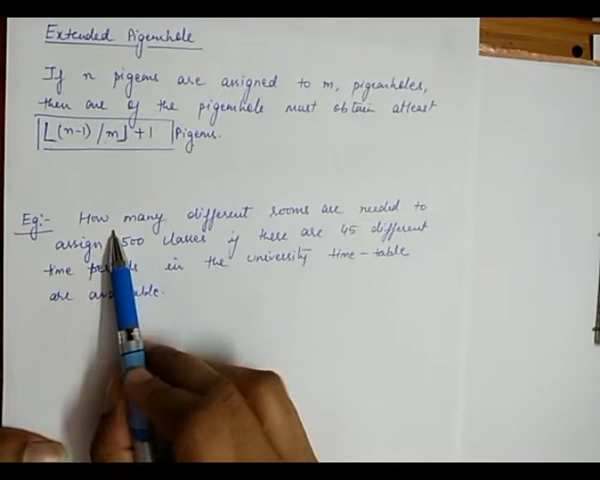 Extended Pigeonhole
If n pigeons are assigned to m, pigeonholes,
then one of the pigeonhole must obtain atleast
⌊(n-1)/m⌋ + 1 Pigeons.
Eg:- How many different rooms are needed to
assign 500 classes if there are 45 different
time periods in the university time-table
are available.